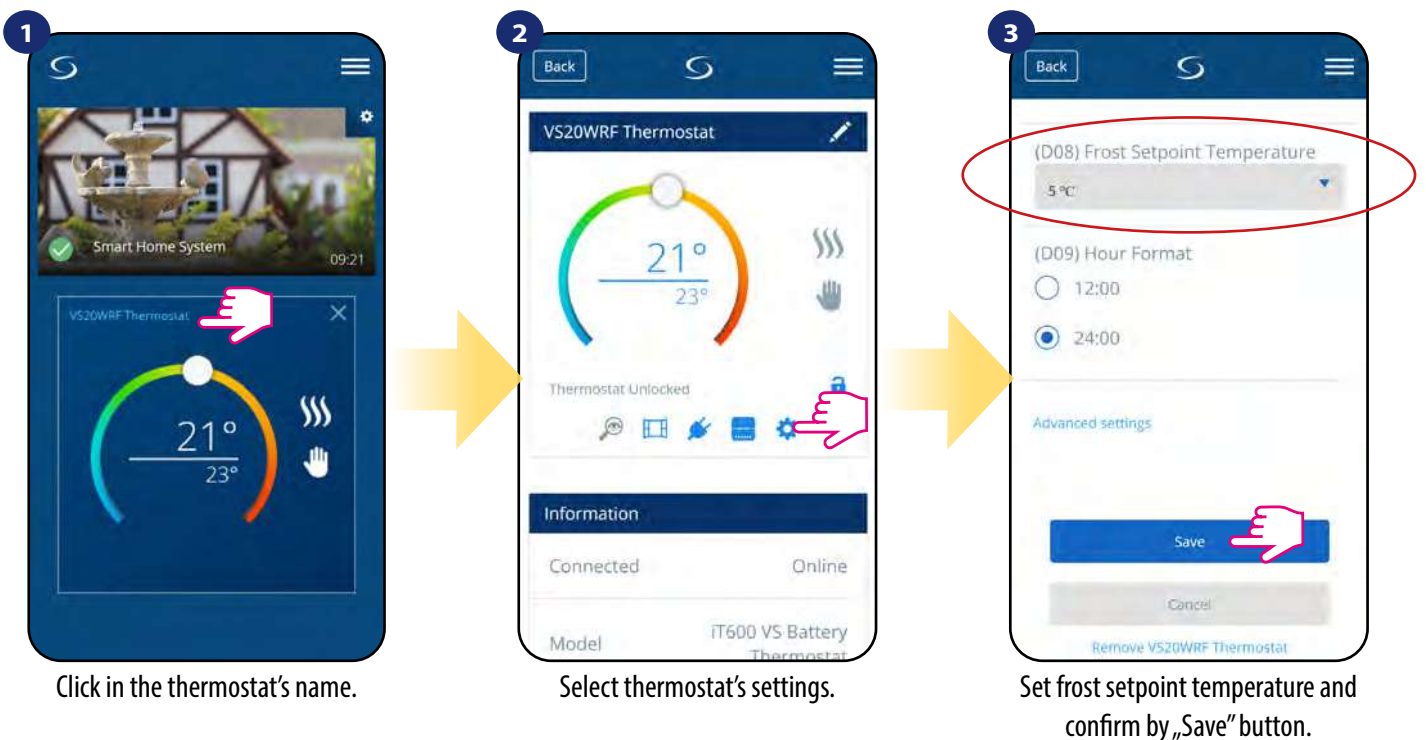 1
Smart Home System
09:21
VS20WRF Thermostat
21°
23°
Click in the thermostat's name.
2
Back
VS20WRF Thermostat
21°
23°
Thermostat Unlocked
Information
Connected Online
Model iT600 VS Battery
Thermostat
Select thermostat's settings.
3
Back
(D08) Frost Setpoint Temperature
5 °C
(D09) Hour Format
12:00
24:00
Advanced settings
Save
Cancel
Remove VS20WRF Thermostat
Set frost setpoint temperature and
confirm by „Save” button.